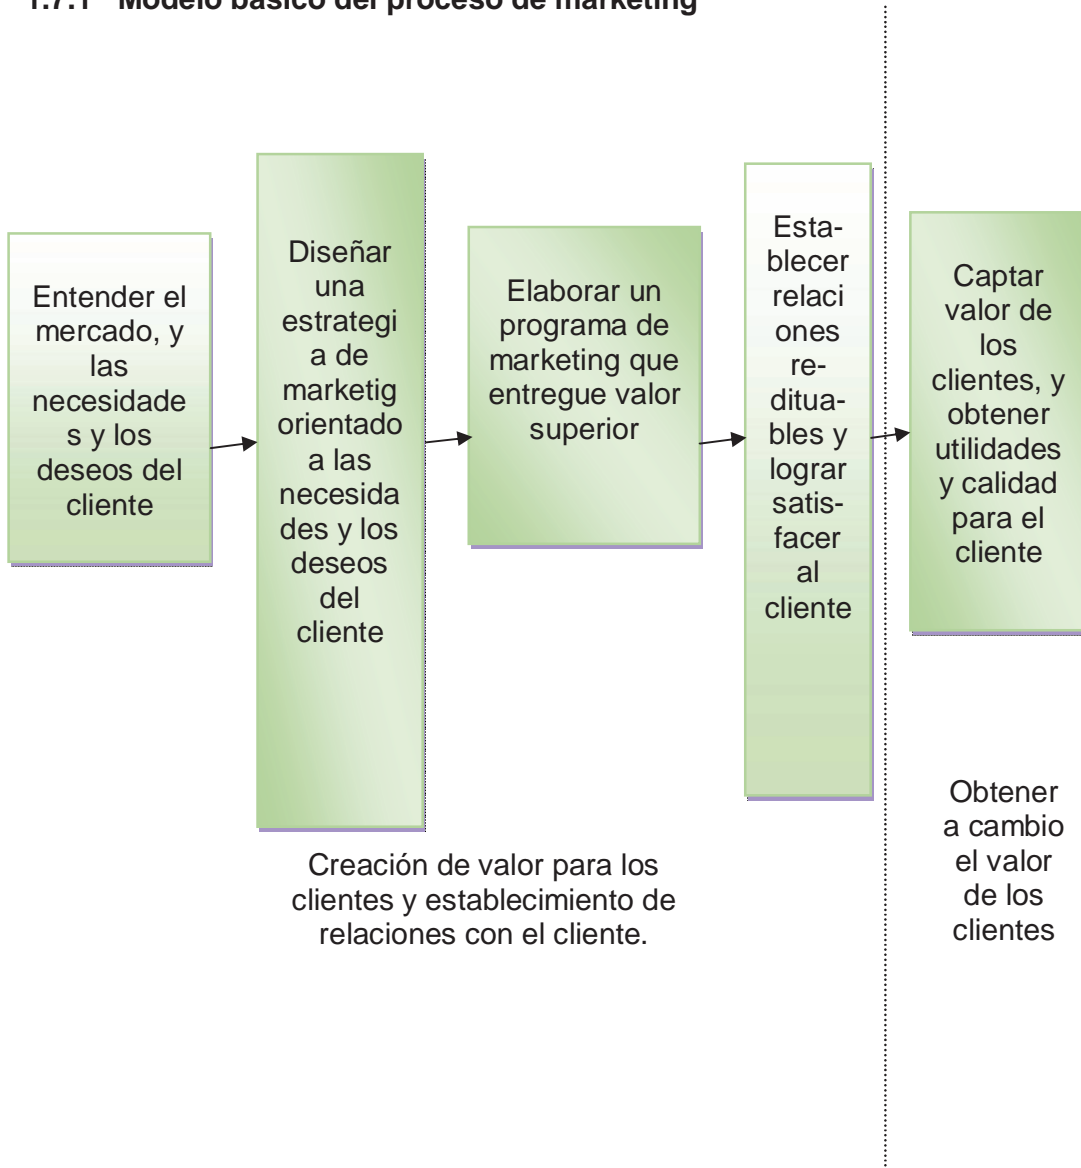 1.7.1 Modelo básico del proceso de marketing
Entender el
mercado, y
las
necesidade
s y los
deseos del
cliente
Diseñar
una
estrategi
a de
marketig
orientado
a las
necesida
des y los
deseos
del
cliente
Elaborar un
programa de
marketing que
entregue valor
superior
Esta-
blecer
relaci
ones
re-
ditua-
bles y
lograr
satis-
facer
al
cliente
Captar
valor de
los
clientes, y
obtener
utilidades
y calidad
para el
cliente
Creación de valor para los
clientes y establecimiento de
relaciones con el cliente.
Obtener
a cambio
el valor
de los
clientes